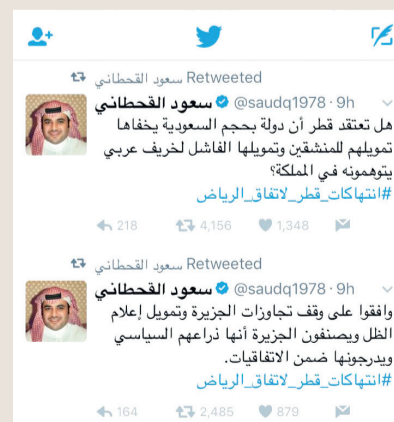 سعود القحطاني Retweeted
سعود القحطاني @saudq1978 · 9h
هل تعتقد قطر أن دولة بحجم السعودية يخفاها
تمويلهم للمنشقين وتمويلها الفاشل لخريف عربي
يتوهمونه في المملكة؟
#انتهاكات_قطر_لاتفاق_الرياض
218 4,156 1,348
سعود القحطاني Retweeted
سعود القحطاني @saudq1978 · 9h
وافقوا على وقف تجاوزات الجزيرة وتمويل إعلام
الظل ويصنفون الجزيرة أنها ذراعهم السياسي
ويدرجونها ضمن الاتفاقيات.
#انتهاكات_قطر_لاتفاق_الرياض
164 2,485 879